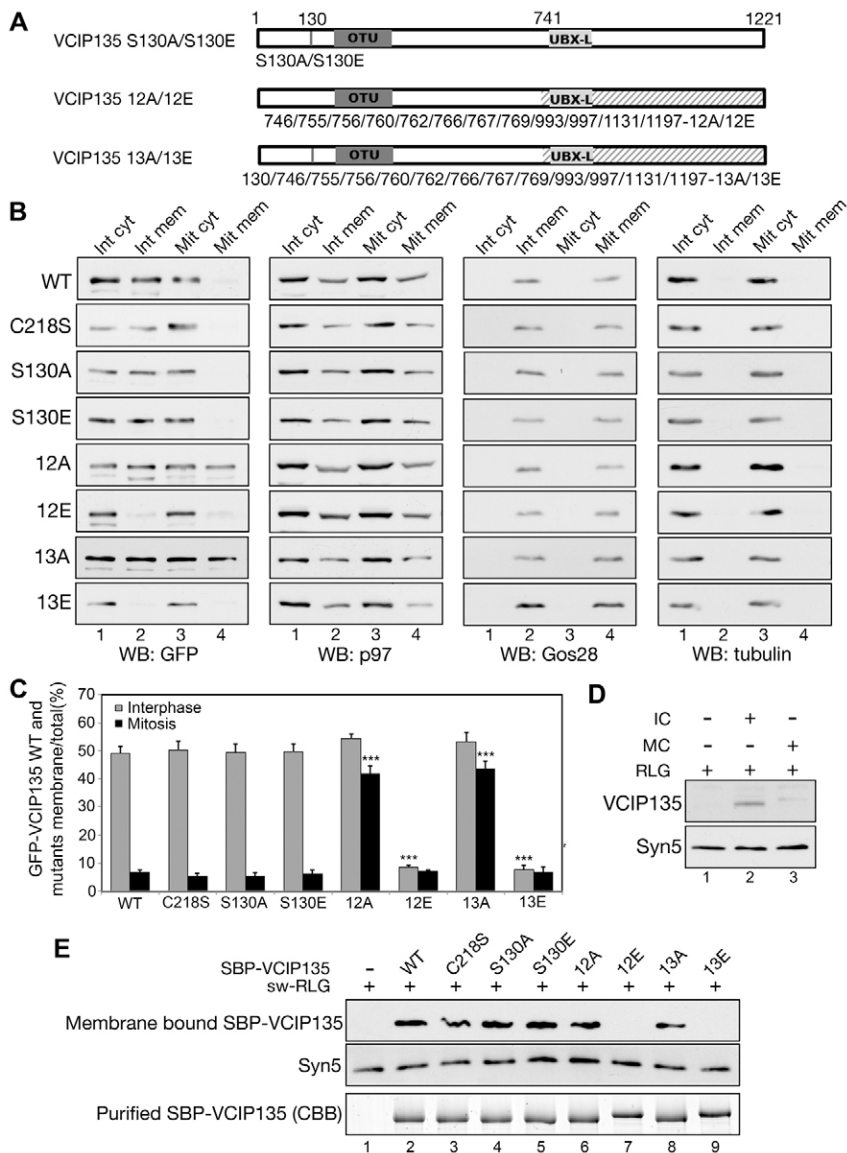 A
1 130 741 1221
VCIP135 S130A/S130E OTU UBX-L
S130A/S130E
VCIP135 12A/12E OTU UBX-L
746/755/756/760/762/766/767/769/993/997/1131/1197-12A/12E
VCIP135 13A/13E OTU UBX-L
130/746/755/756/760/762/766/767/769/993/997/1131/1197-13A/13E
B
Int cyt Int mem Mit cyt Mit mem Int cyt Int mem Mit cyt Mit mem Int cyt Int mem Mit cyt Mit mem Int cyt Int mem Mit cyt Mit mem
WT
C218S
S130A
S130E
12A
12E
13A
13E
1 2 3 4 1 2 3 4 1 2 3 4 1 2 3 4
WB: GFP WB: p97 WB: Gos28 WB: tubulin
C
GFP-VCIP135 WT and
mutants membrane/total(%)
70
60
50
40
30
20
10
0
Interphase
Mitosis
*** *** *** ***
WT C218S S130A S130E 12A 12E 13A 13E
D
IC - + -
MC - - +
RLG + + +
VCIP135
Syn5
1 2 3
E
SBP-VCIP135 - WT C218S S130A S130E 12A 12E 13A 13E
sw-RLG + + + + + + + + +
Membrane bound SBP-VCIP135
Syn5
Purified SBP-VCIP135 (CBB)
1 2 3 4 5 6 7 8 9